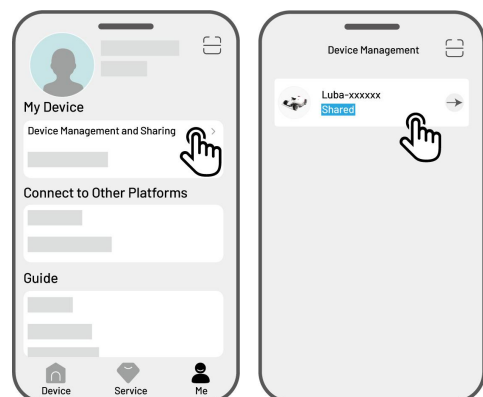 My Device
Device Management and Sharing
Connect to Other Platforms
Guide
Device Service Me
Device Management
Luba-xxxxxx
Shared